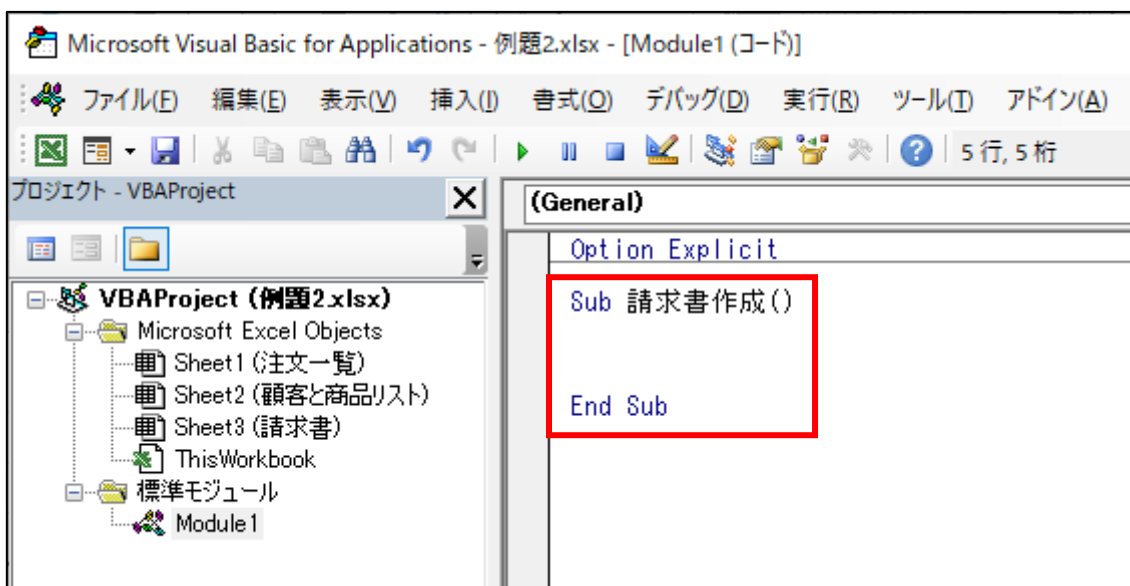 Microsoft Visual Basic for Applications - 例題2.xlsx - [Module1 (コード)]
ファイル(F) 編集(E) 表示(V) 挿入(I) 書式(O) デバッグ(D) 実行(R) ツール(T) アドイン(A)
5 行, 5 桁
プロジェクト - VBAProject
(General)
Option Explicit
VBAProject (例題2.xlsx)
Microsoft Excel Objects
Sheet1 (注文一覧)
Sheet2 (顧客と商品リスト)
Sheet3 (請求書)
ThisWorkbook
標準モジュール
Module1
Sub 請求書作成()
End Sub